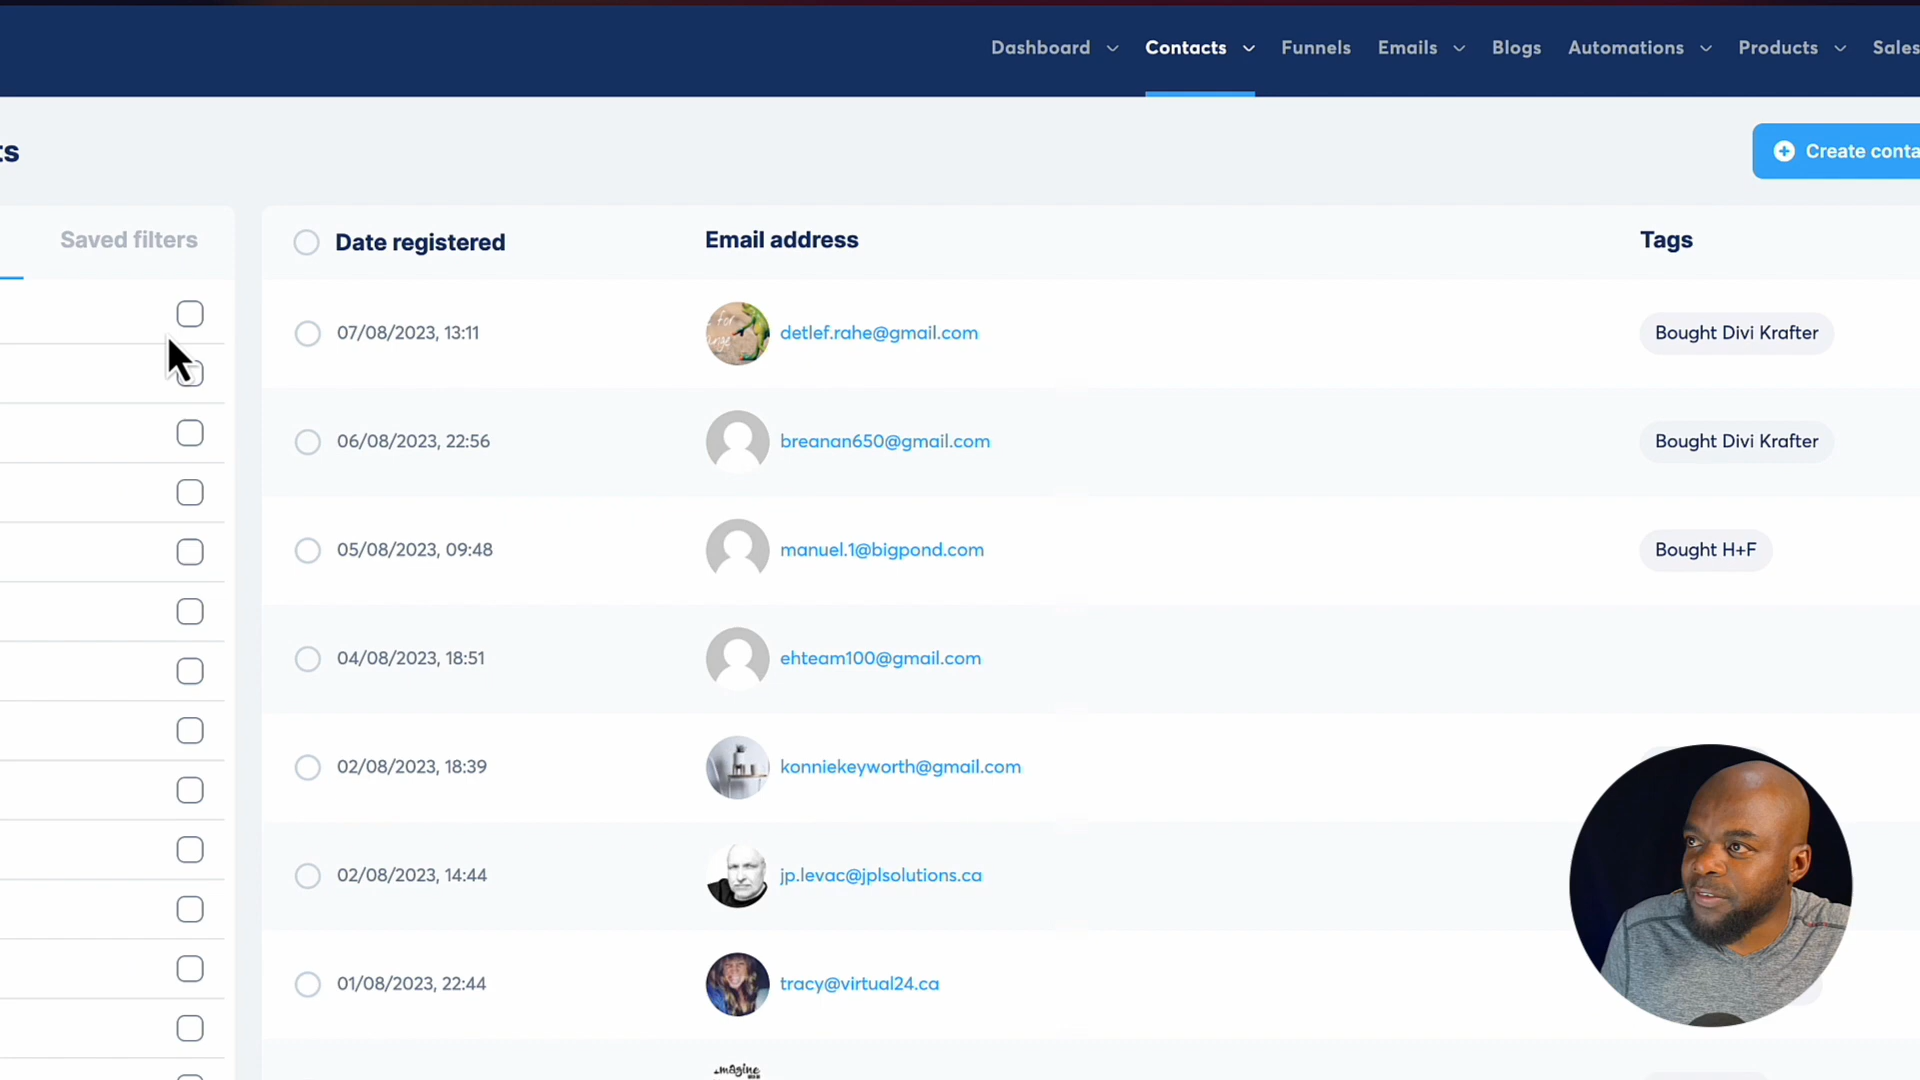 Dashboard Contacts Funnels Emails Blogs Automations Products Sales
ts
Create conta
Saved filters
Date registered Email address Tags
07/08/2023, 13:11 detlef.rahe@gmail.com Bought Divi Krafter
06/08/2023, 22:56 breanan650@gmail.com Bought Divi Krafter
05/08/2023, 09:48 manuel.1@bigpond.com Bought H+F
04/08/2023, 18:51 ehteam100@gmail.com
02/08/2023, 18:39 konniekeyworth@gmail.com
02/08/2023, 14:44 jp.levac@jplsolutions.ca
01/08/2023, 22:44 tracy@virtual24.ca